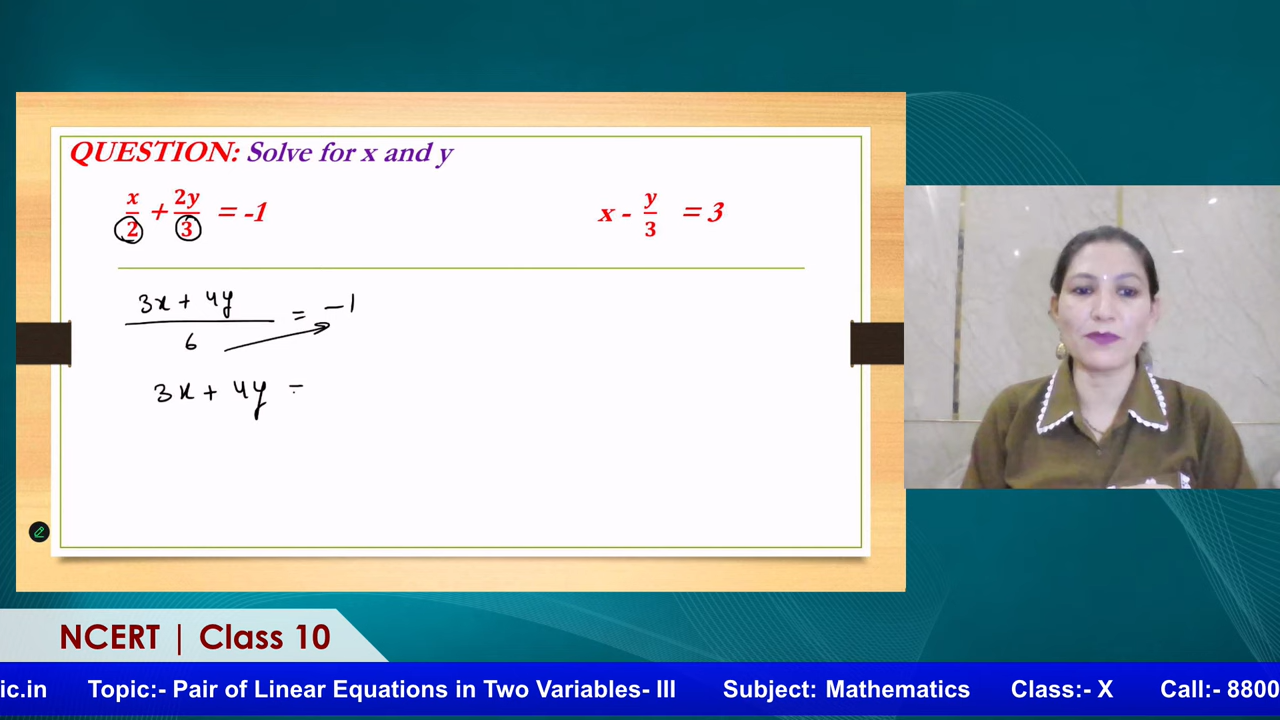 QUESTION: Solve for x and y
x/2 + 2y/3 = -1
x - y/3 = 3
3x + 4y / 6 = -1
3x + 4y =
NCERT | Class 10
ic.in Topic:- Pair of Linear Equations in Two Variables- III Subject: Mathematics Class:- X Call:- 8800